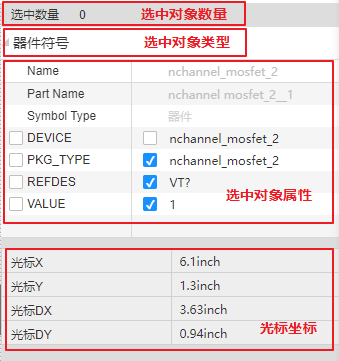 选中数量 0 选中对象数量
器件符号 选中对象类型
Name nchannel_mosfet_2
Part Name nchannel mosfet_2__1
Symbol Type 器件
DEVICE nchannel_mosfet_2
PKG_TYPE nchannel_mosfet_2
REFDES VT?
VALUE 1
选中对象属性
光标X 6.1inch
光标Y 1.3inch
光标DX 3.63inch
光标DY 0.94inch
光标坐标